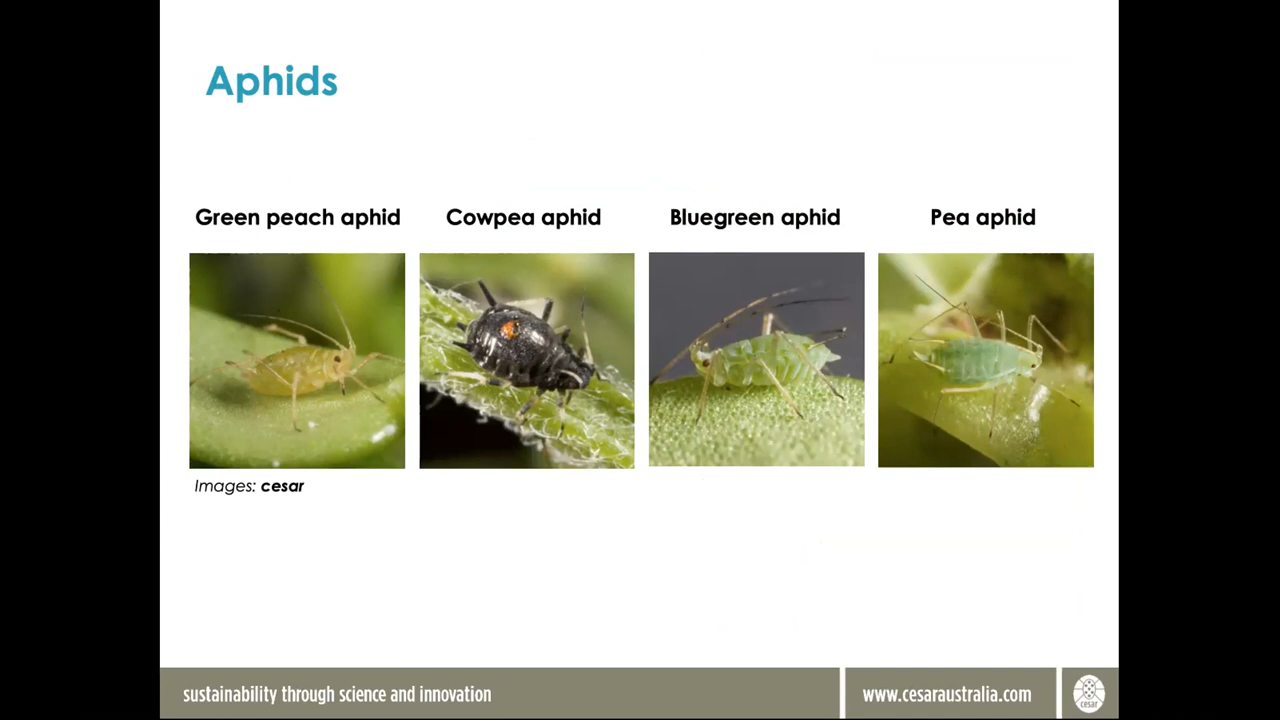 Aphids
Green peach aphid
Cowpea aphid
Bluegreen aphid
Pea aphid
Images: cesar
sustainability through science and innovation
www.cesaraustralia.com
cesar